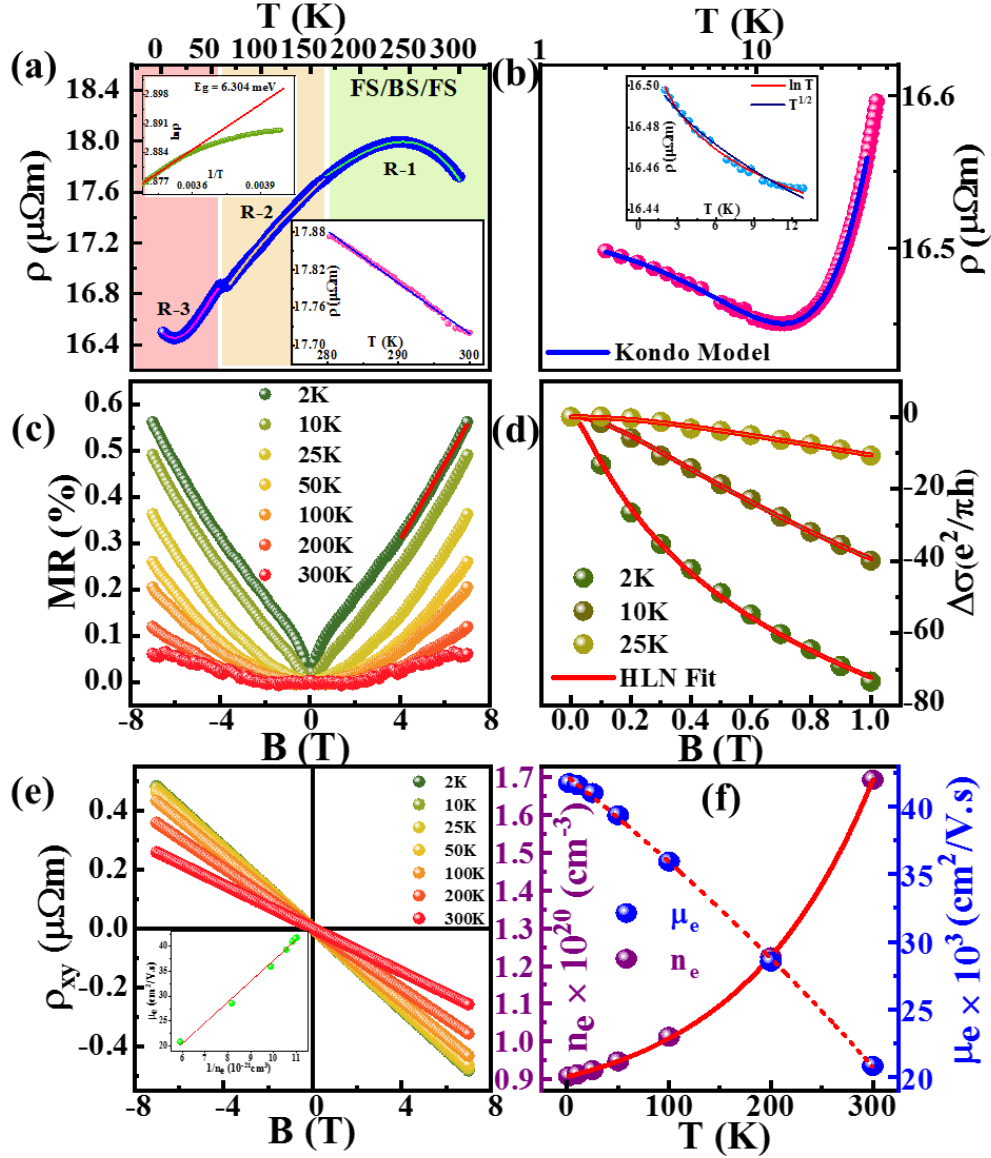 T (K)
0 50 100 150 200 250 300
(a)
18.4
18.0
17.6
17.2
16.8
16.4
ρ (μΩm)
FS/BS/FS
R-1
R-2
R-3
Eg = 6.304 meV
2.898
2.891
2.884
2.877
lnρ
0.0036 0.0039
1/T
17.88
17.82
17.76
17.70
ρ(μΩm)
280 290 300
T (K)
T (K)
1 10
(b)
16.6
16.5
ρ (μΩm)
Kondo Model
16.50
16.48
16.46
16.44
ρ (μΩm)
ln T
T1/2
3 6 9 12
T (K)
(c)
0.6
0.5
0.4
0.3
0.2
0.1
0.0
MR (%)
2K
10K
25K
50K
100K
200K
300K
-8 -4 0 4 8
B (T)
(d)
0
-20
-40
-60
-80
Δσ(e2/πh)
2K
10K
25K
HLN Fit
0.0 0.2 0.4 0.6 0.8 1.0
B (T)
(e)
0.4
0.2
0.0
-0.2
-0.4
ρxy (μΩm)
2K
10K
25K
50K
100K
200K
300K
40
35
30
25
20
μe (cm2/V.s)
6 7 8 9 10 11
1/ne (10-21cm3)
-8 -4 0 4 8
B (T)
(f)
1.7
1.6
1.5
1.4
1.3
1.2
1.1
1.0
0.9
ne × 1020 (cm-3)
μe
ne
40
36
32
28
24
20
μe × 103 (cm2/V.s)
0 100 200 300
T (K)